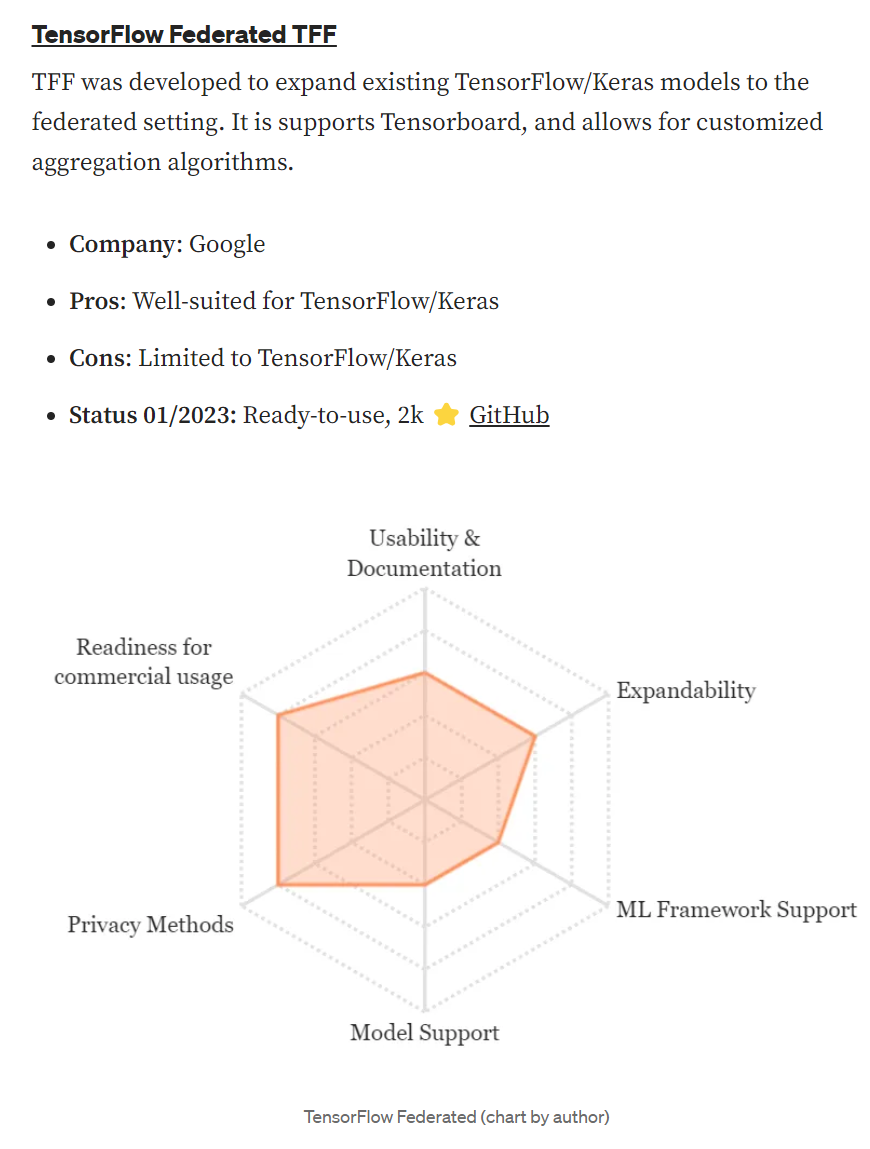 TensorFlow Federated TFF
TFF was developed to expand existing TensorFlow/Keras models to the
federated setting. It is supports Tensorboard, and allows for customized
aggregation algorithms.
• Company: Google
• Pros: Well-suited for TensorFlow/Keras
• Cons: Limited to TensorFlow/Keras
• Status 01/2023: Ready-to-use, 2k ⭐ GitHub
Usability &
Documentation
Readiness for
commercial usage
Expandability
Privacy Methods
ML Framework Support
Model Support
TensorFlow Federated (chart by author)